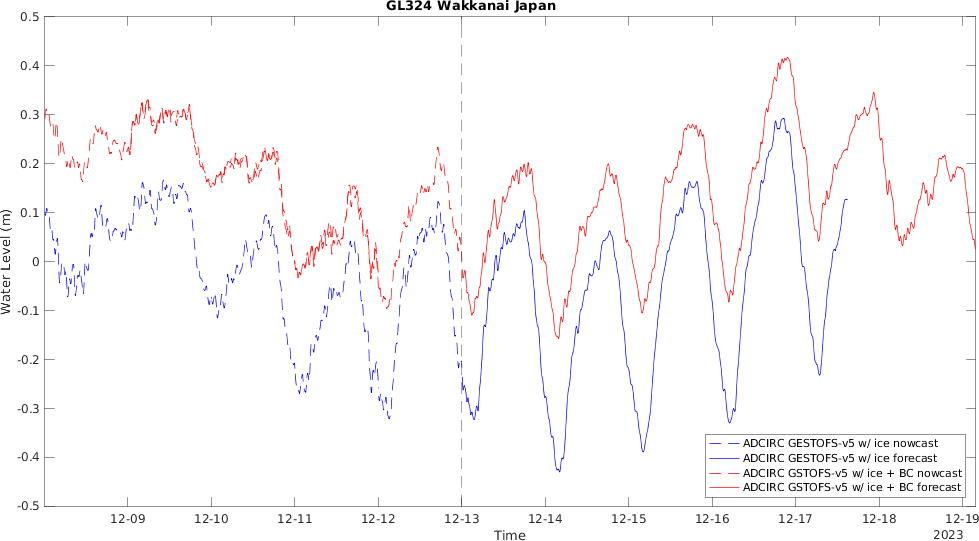 GL324 Wakkanai Japan
0.5
0.4
0.3
0.2
0.1
0
-0.1
-0.2
-0.3
-0.4
-0.5
Water Level (m)
ADCIRC GESTOFS-v5 w/ ice nowcast
ADCIRC GESTOFS-v5 w/ ice forecast
ADCIRC GSTOFS-v5 w/ ice + BC nowcast
ADCIRC GSTOFS-v5 w/ ice + BC forecast
12-09 12-10 12-11 12-12 12-13 12-14 12-15 12-16 12-17 12-18 12-19
Time
2023